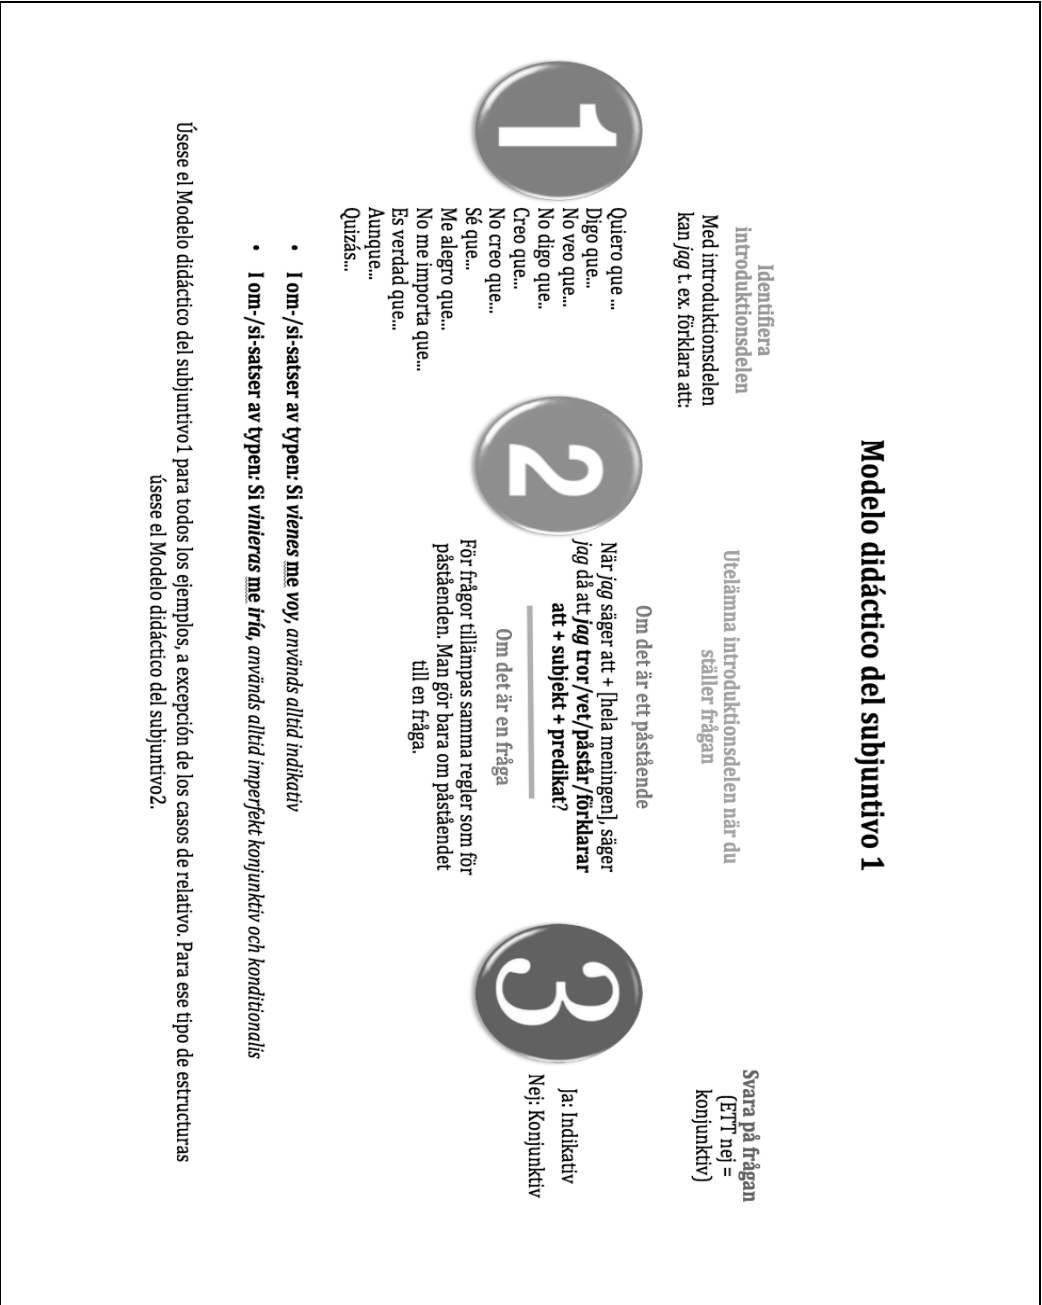 Modelo didáctico del subjuntivo 1
Identifiera
introduktionsdelen
Med introduktionsdelen
kan jag t. ex. förklara att:
1
Quiero que ...
Digo que...
No veo que...
No digo que..
Creo que...
No creo que...
Sé que...
Me alegro que...
No me importa que...
Es verdad que...
Aunque...
Quizás...
Utelämna introduktionsdelen när du
ställer frågan
2
Om det är ett påstående
När jag säger att + [hela meningen], säger
jag då att jag tror/vet/påstår/förklarar
att + subjekt + predikat?
Om det är en fråga
För frågor tillämpas samma regler som för
påståenden. Man gör bara om påståendet
till en fråga.
Svara på frågan
(ETT nej =
konjunktiv)
3
Ja: Indikativ
Nej: Konjunktiv
• I om-/si-satser av typen: Si vienes me voy, används alltid indikativ
• I om-/si-satser av typen: Si vinieras me iría, används alltid imperfekt konjunktiv och konditionalis
Úsese el Modelo didáctico del subjuntivo1 para todos los ejemplos, a excepción de los casos de relativo. Para ese tipo de estructuras
úsese el Modelo didáctico del subjuntivo2.